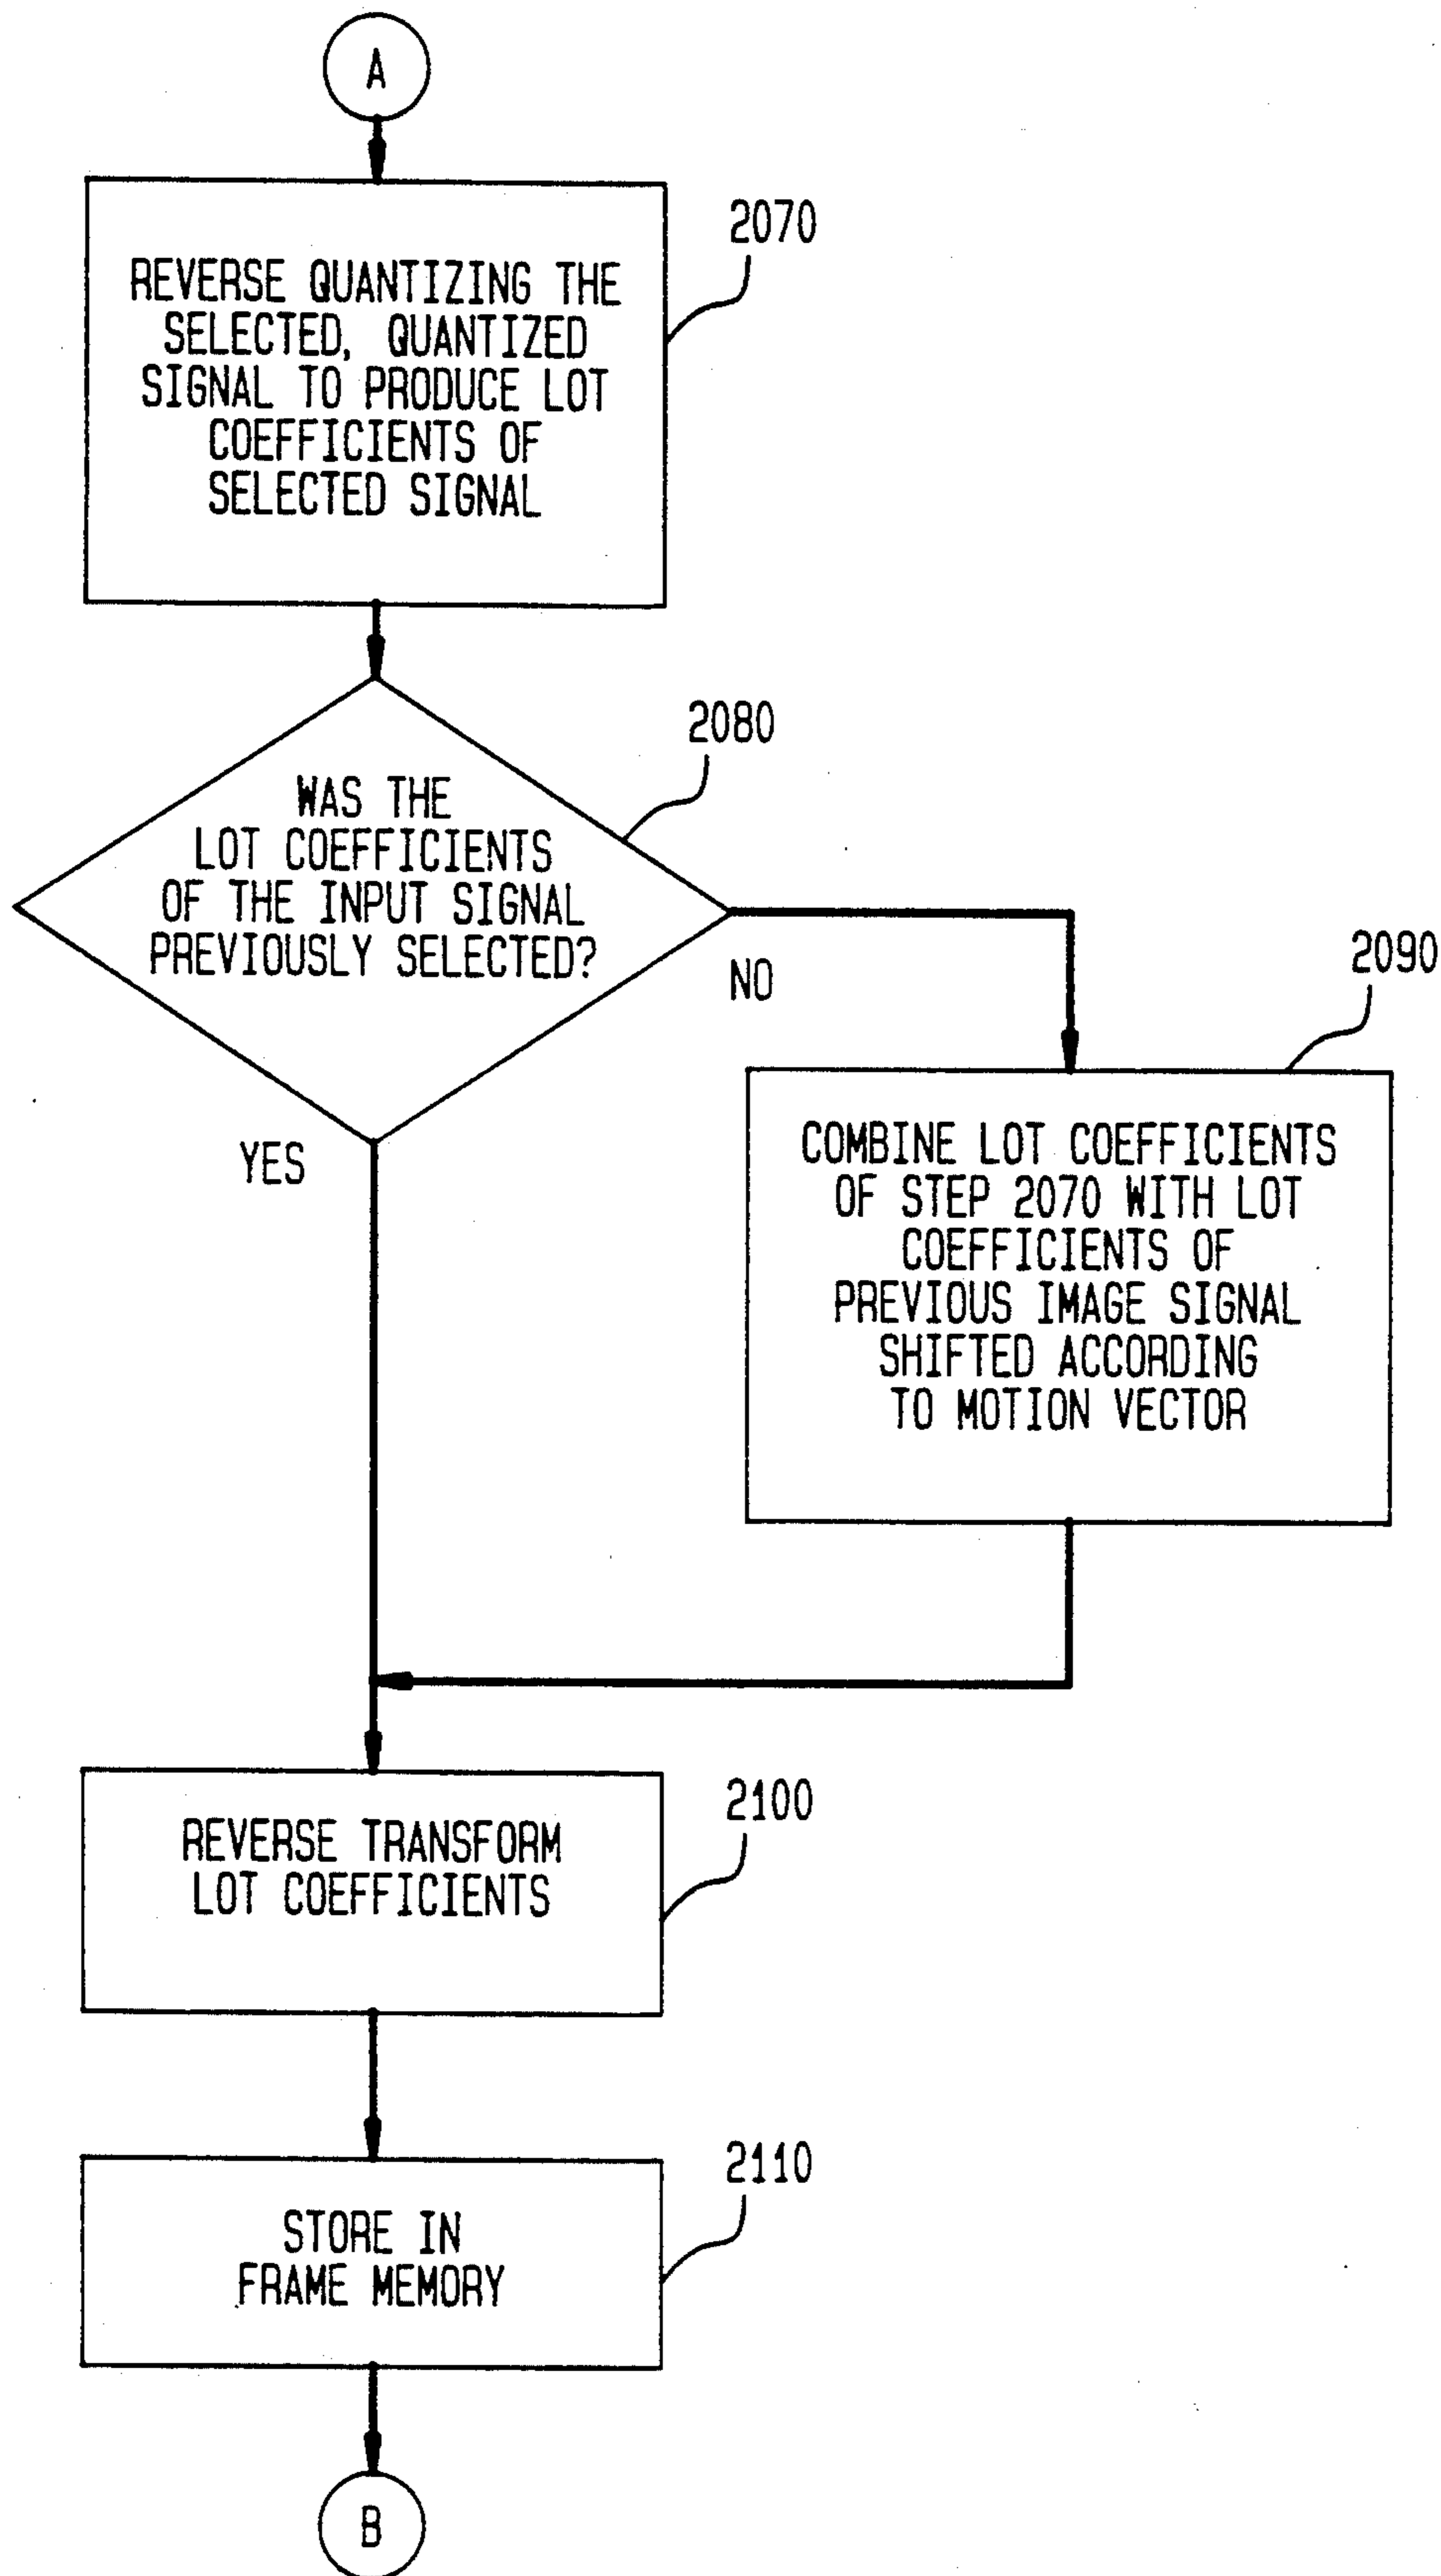 A
2070
REVERSE QUANTIZING THE
SELECTED, QUANTIZED
SIGNAL TO PRODUCE LOT
COEFFICIENTS OF
SELECTED SIGNAL
2080
WAS THE
LOT COEFFICIENTS
OF THE INPUT SIGNAL
PREVIOUSLY SELECTED?
NO
YES
2090
COMBINE LOT COEFFICIENTS
OF STEP 2070 WITH LOT
COEFFICIENTS OF
PREVIOUS IMAGE SIGNAL
SHIFTED ACCORDING
TO MOTION VECTOR
2100
REVERSE TRANSFORM
LOT COEFFICIENTS
2110
STORE IN
FRAME MEMORY
B